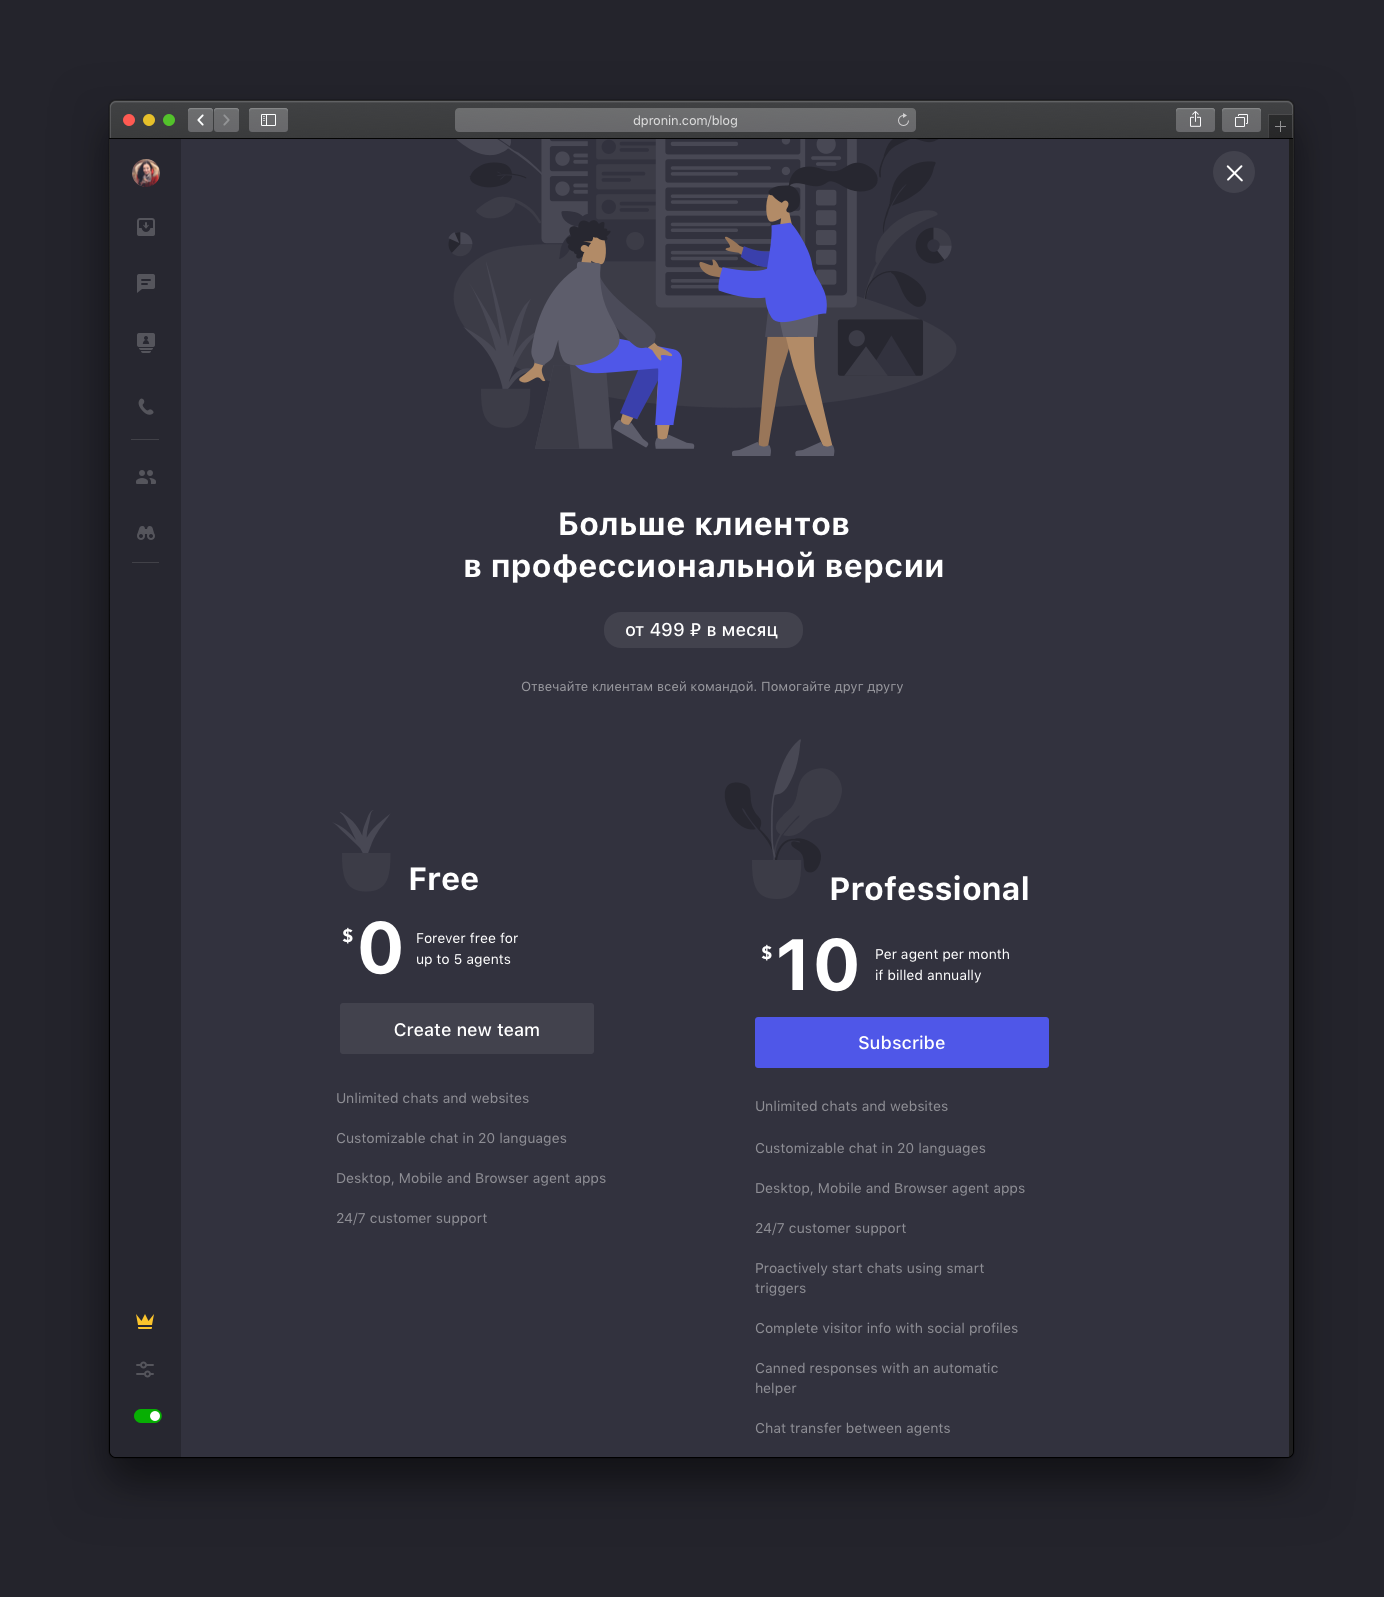 dpronin.com/blog
Больше клиентов
в профессиональной версии
от 499 ₽ в месяц
Отвечайте клиентам всей командой. Помогайте друг другу
Free
$0
Forever free for
up to 5 agents
Create new team
Unlimited chats and websites
Customizable chat in 20 languages
Desktop, Mobile and Browser agent apps
24/7 customer support
Professional
$10
Per agent per month
if billed annually
Subscribe
Unlimited chats and websites
Customizable chat in 20 languages
Desktop, Mobile and Browser agent apps
24/7 customer support
Proactively start chats using smart
triggers
Complete visitor info with social profiles
Canned responses with an automatic
helper
Chat transfer between agents